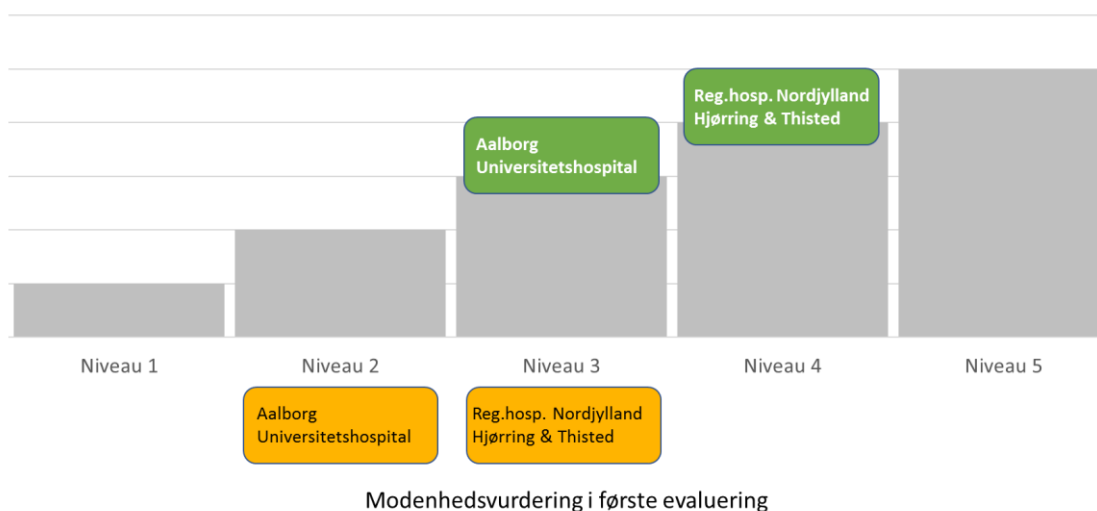 Reg.hosp. Nordjylland
Hjørring & Thisted
Aalborg
Universitetshospital
Niveau 1
Niveau 2
Niveau 3
Niveau 4
Niveau 5
Aalborg
Universitetshospital
Reg.hosp. Nordjylland
Hjørring & Thisted
Modenhedsvurdering i første evaluering